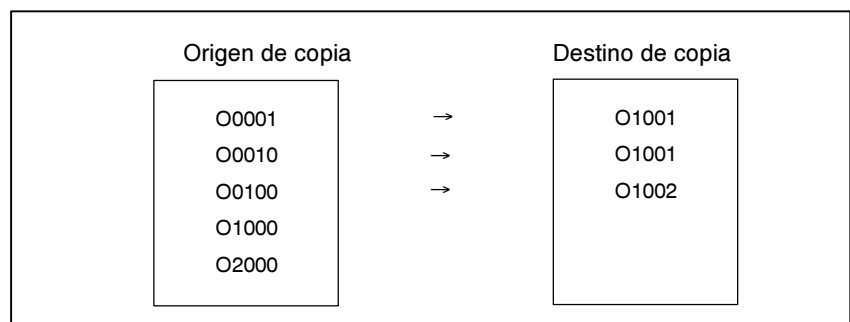 Origen de copia Destino de copia
O0001 → O1001
O0010 → O1001
O0100 → O1002
O1000
O2000